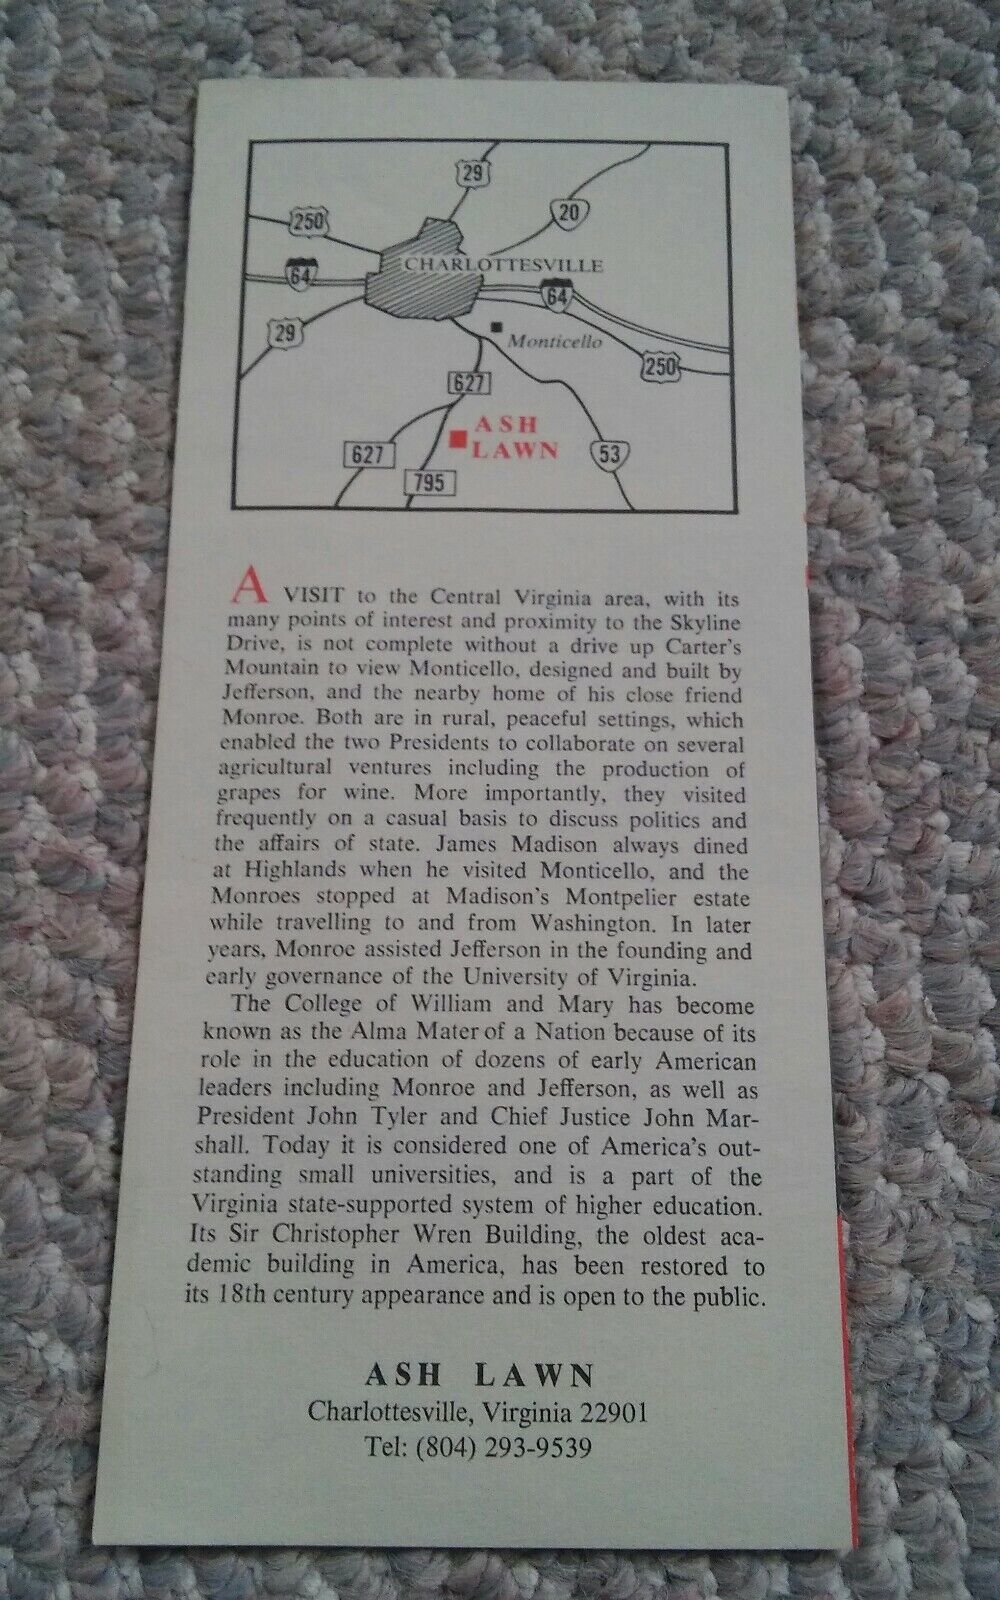 29
20
250
CHARLOTTESVILLE
64
64
29
Monticello
250
627
ASH
LAWN
627
53
795
A VISIT to the Central Virginia area, with its
many points of interest and proximity to the Skyline
Drive, is not complete without a drive up Carter's
Mountain to view Monticello, designed and built by
Jefferson, and the nearby home of his close friend
Monroe. Both are in rural, peaceful settings, which
enabled the two Presidents to collaborate on several
agricultural ventures including the production of
grapes for wine. More importantly, they visited
frequently on a casual basis to discuss politics and
the affairs of state. James Madison always dined
at Highlands when he visited Monticello, and the
Monroes stopped at Madison's Montpelier estate
while travelling to and from Washington. In later
years, Monroe assisted Jefferson in the founding and
early governance of the University of Virginia.
The College of William and Mary has become
known as the Alma Mater of a Nation because of its
role in the education of dozens of early American
leaders including Monroe and Jefferson, as well as
President John Tyler and Chief Justice John Mar-
shall. Today it is considered one of America's out-
standing small universities, and is a part of the
Virginia state-supported system of higher education.
Its Sir Christopher Wren Building, the oldest aca-
demic building in America, has been restored to
its 18th century appearance and is open to the public.
ASH LAWN
Charlottesville, Virginia 22901
Tel: (804) 293-9539